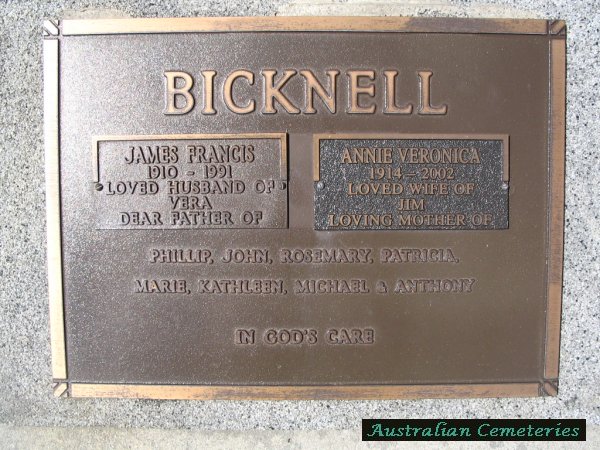 BICKNELL
JAMES FRANCIS
1910 - 1991
LOVED HUSBAND OF
VERA
DEAR FATHER OF
ANNIE VERONICA
1914 - 2002
LOVED WIFE OF
JIM
LOVING MOTHER OF
PHILLIP, JOHN, ROSEMARY, PATRICIA,
MARIE, KATHLEEN, MICHAEL & ANTHONY
IN GOD'S CARE
Australian Cemeteries